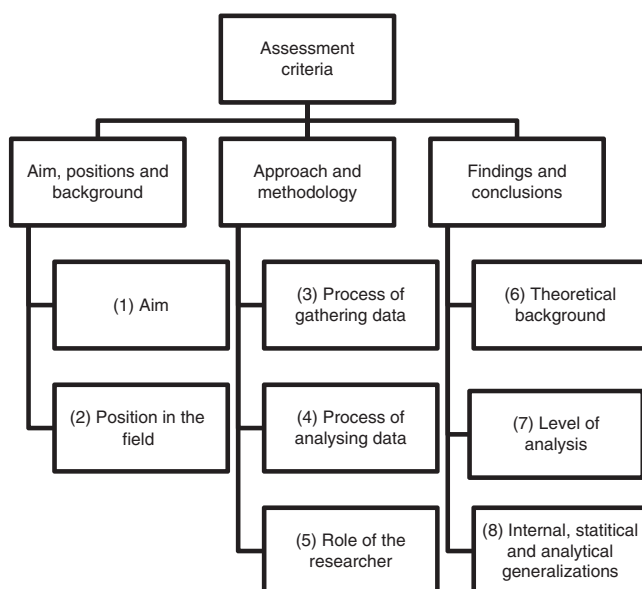 Assessment
criteria
Aim, positions and
background
Approach and
methodology
Findings and
conclusions
(1) Aim
(2) Position in the
field
(3) Process of
gathering data
(4) Process of
analysing data
(5) Role of the
researcher
(6) Theoretical
background
(7) Level of
analysis
(8) Internal, statitical
and analytical
generalizations